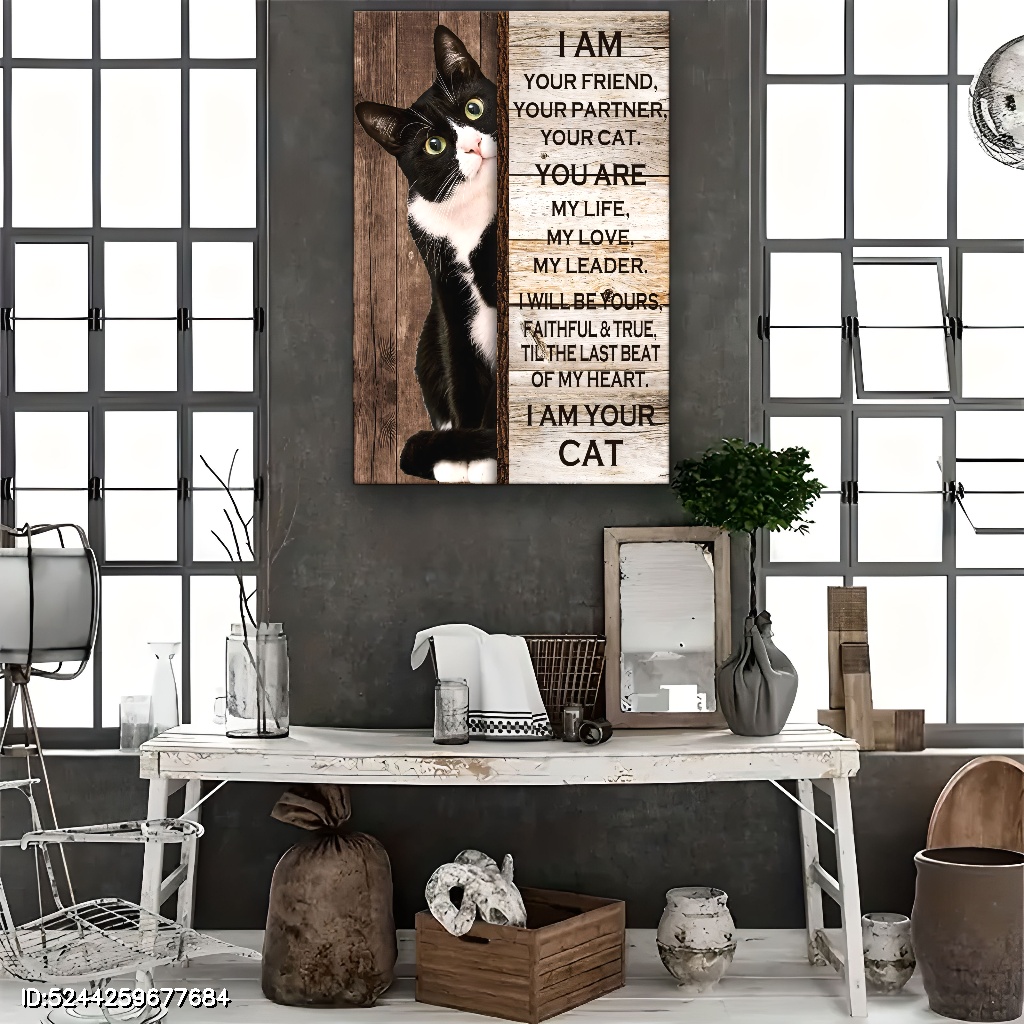 I AM
YOUR FRIEND,
YOUR PARTNER,
YOUR CAT.
YOU ARE
MY LIFE,
MY LOVE,
MY LEADER.
I WILL BE YOURS,
FAITHFUL & TRUE,
TIL THE LAST BEAT
OF MY HEART.
I AM YOUR
CAT
ID:5244259677684